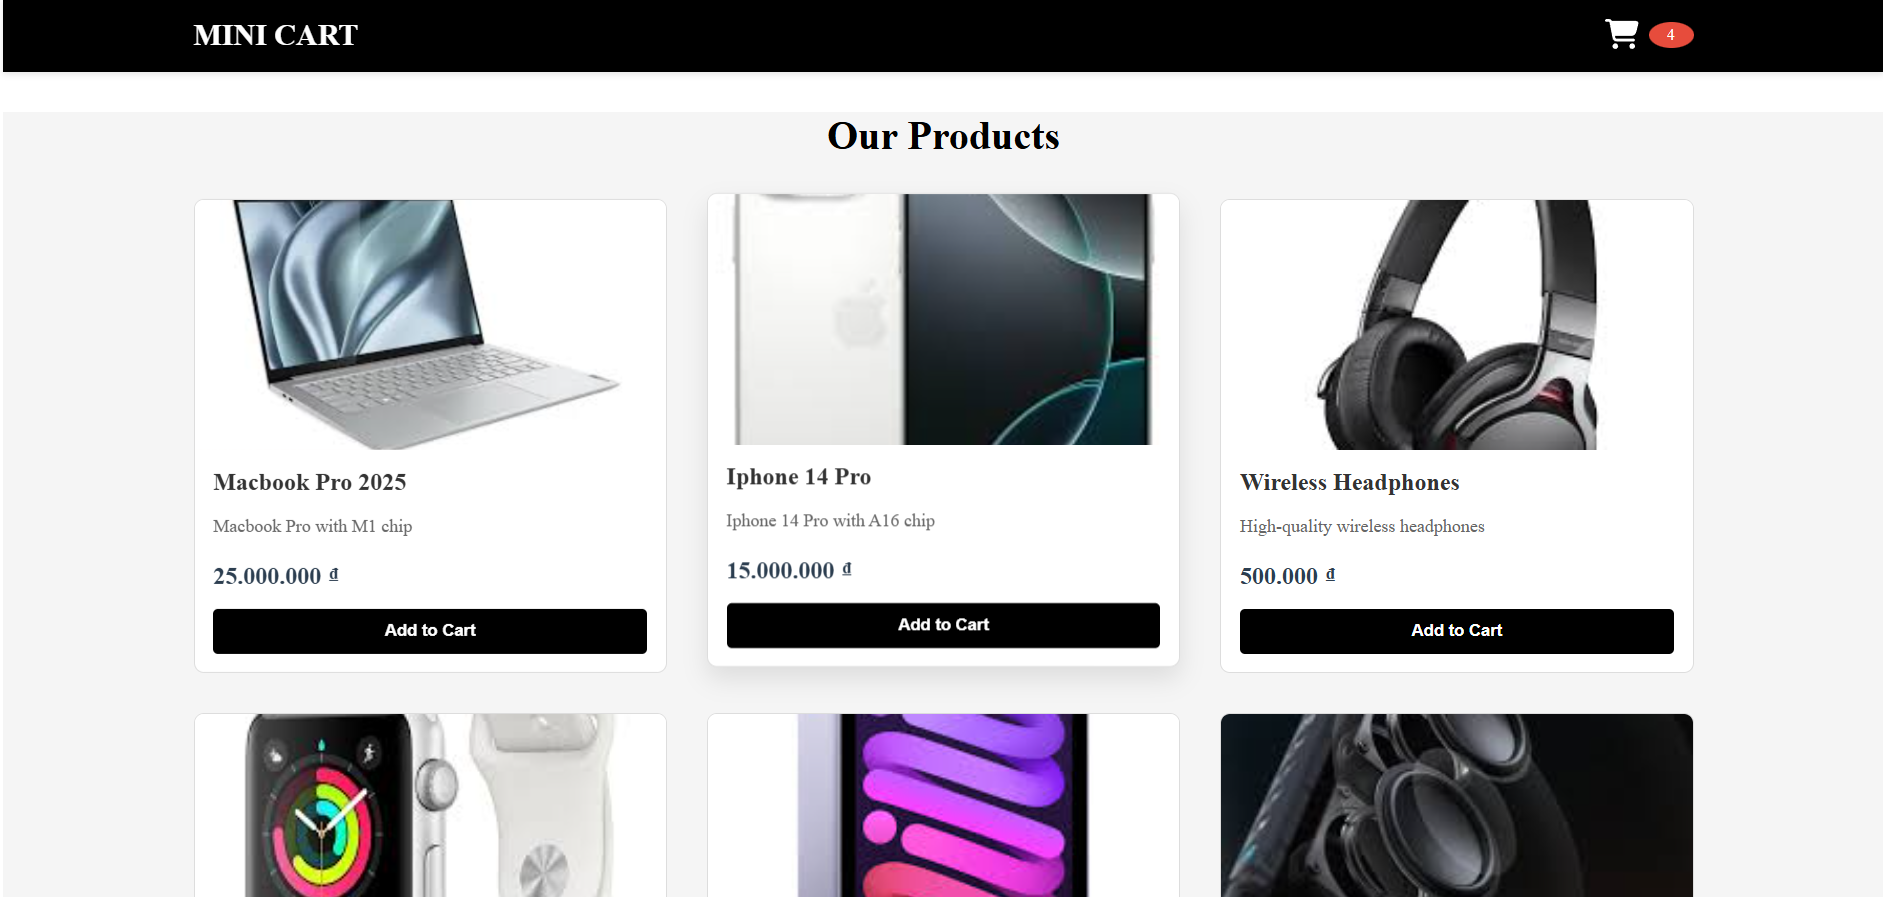 MINI CART
4
Our Products
Macbook Pro 2025
Macbook Pro with M1 chip
25.000.000 ₫
Add to Cart
Iphone 14 Pro
Iphone 14 Pro with A16 chip
15.000.000 ₫
Add to Cart
Wireless Headphones
High-quality wireless headphones
500.000 ₫
Add to Cart